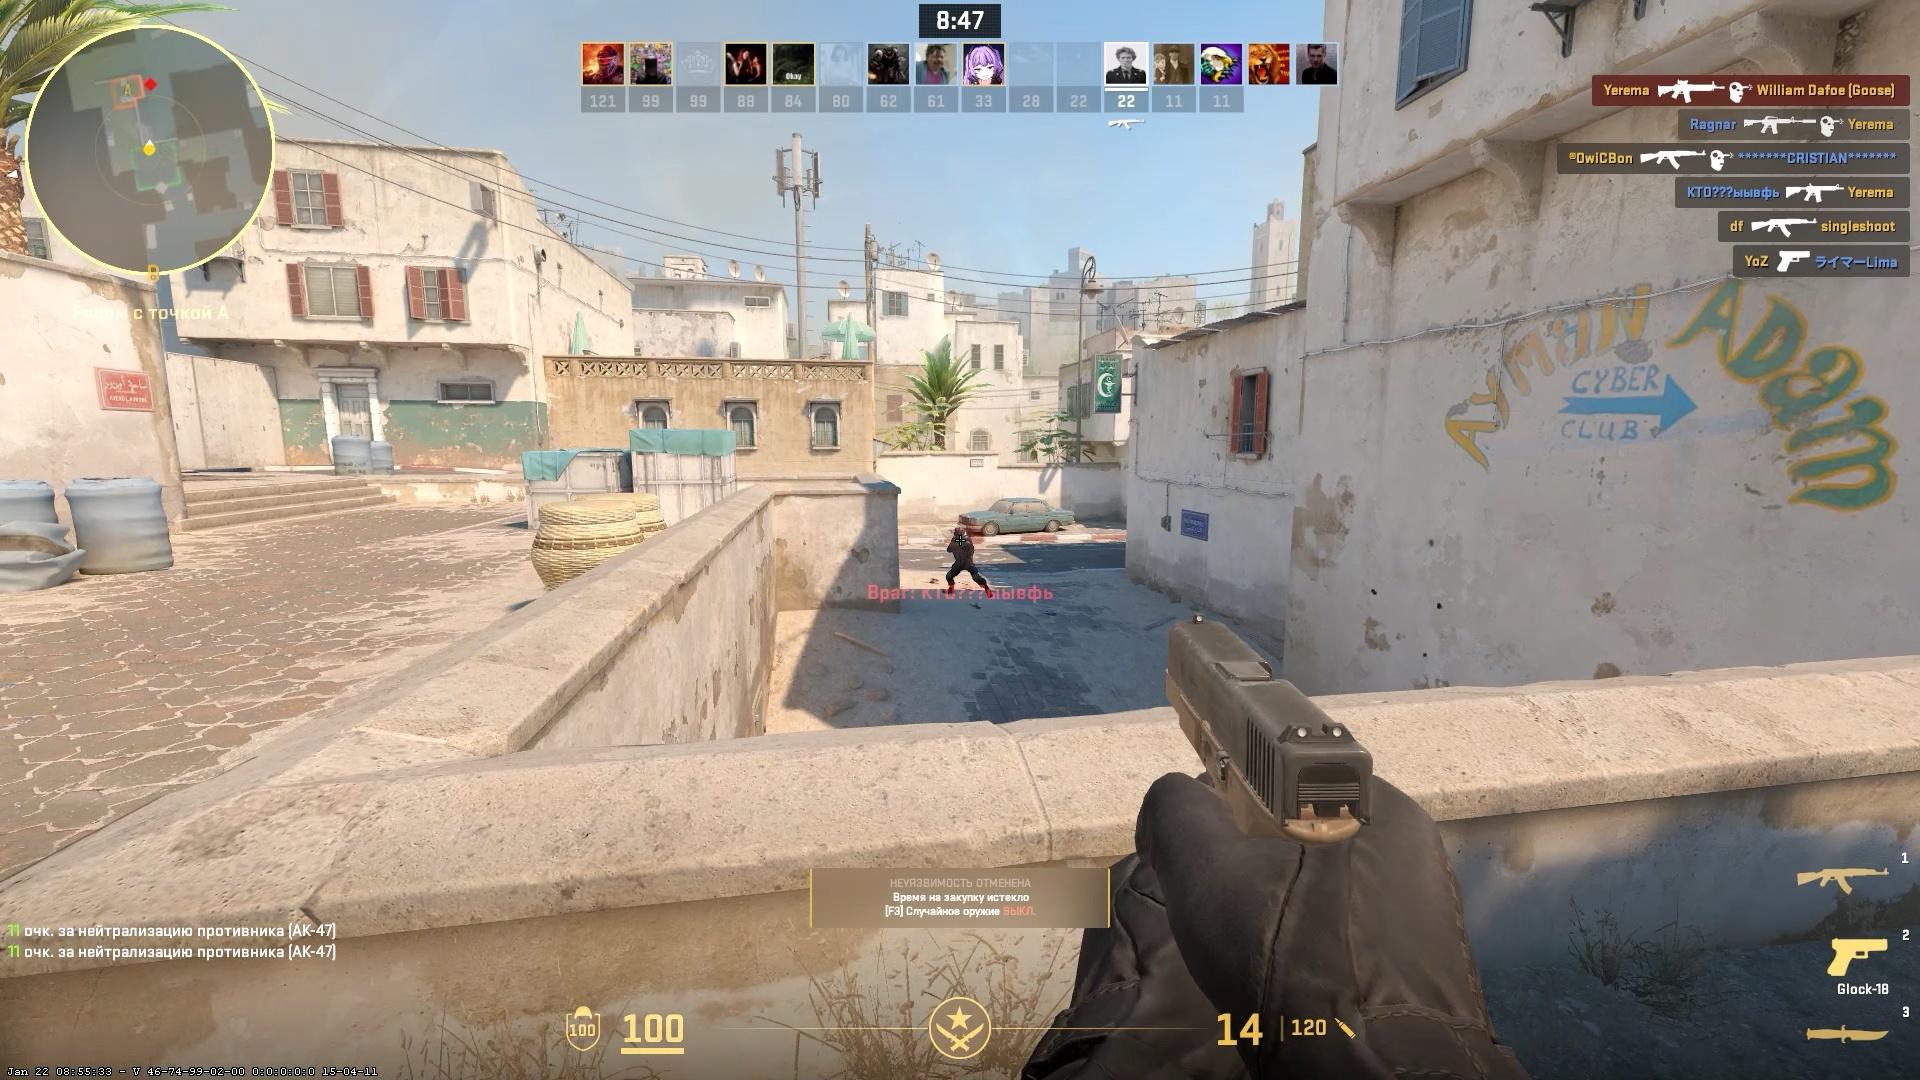 8:47
Okay
121 99 99 88 84 80 62 61 33 28 22 22 11 11
A
Yerema William Dafoe (Goose)
Ragnar Yerema
®OwiCBon *******CRISTIAN*******
КТО???ыывфь Yerema
df singleshoot
YoZ ライマーLima
B
с точкой A
AYMAN ADAM
CYBER
CLUB
Враг: КТО???ыывфь
НЕУЯЗВИМОСТЬ ОТМЕНЕНА
Время на закупку истекло
[F3] Случайное оружие ВЫКЛ.
11 очк. за нейтрализацию противника (AK-47)
11 очк. за нейтрализацию противника (AK-47)
1
2
Glock-18
3
100 100
14 120
Jan 22 08:55:33 - V 46-74-99-02-00 0:0:0:0:0 15-04-11